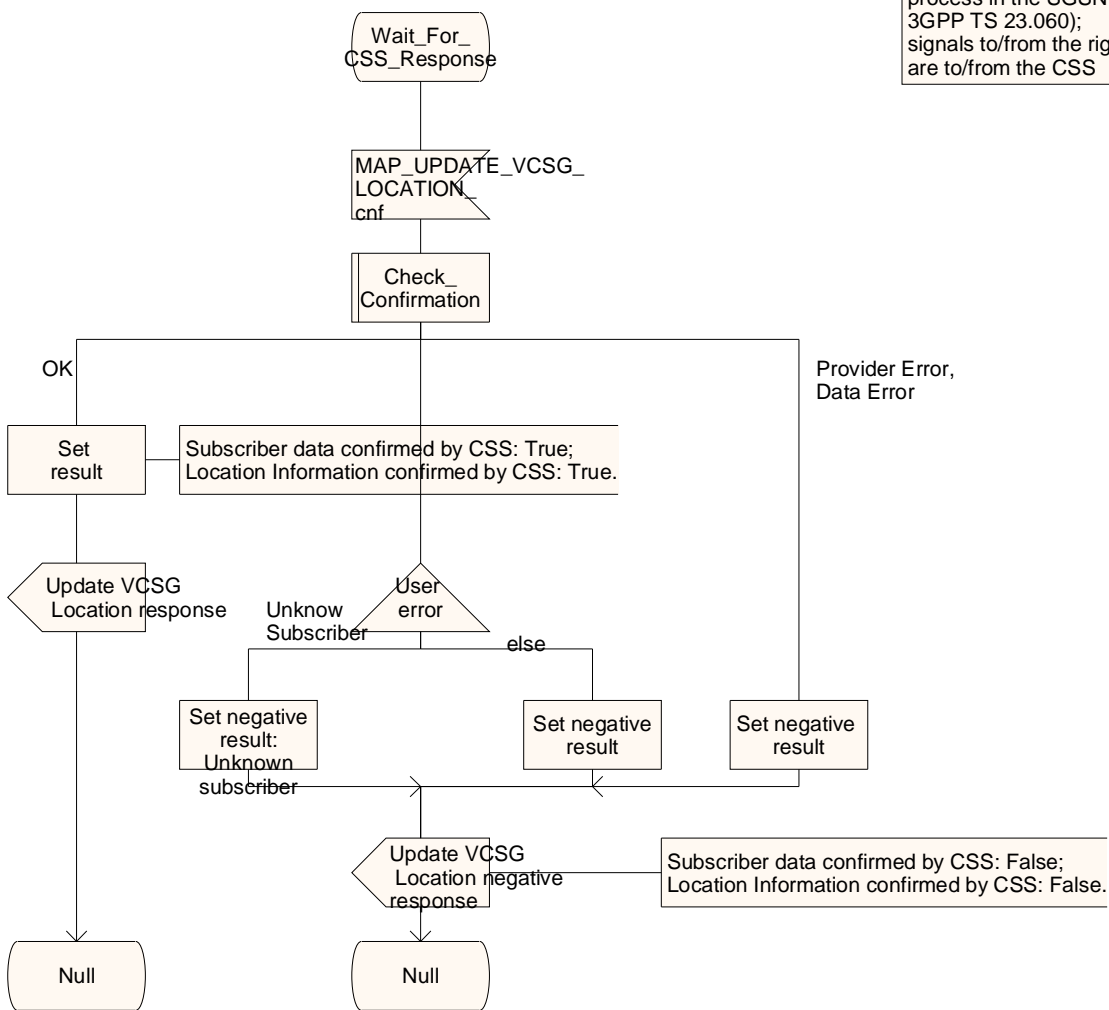 process in the SGSN
3GPP TS 23.060);
signals to/from the rig
are to/from the CSS
Wait_For_
CSS_Response
MAP_UPDATE_VCSG_
LOCATION_
cnf
Check_
Confirmation
OK
Provider Error,
Data Error
Set
result
Subscriber data confirmed by CSS: True;
Location Information confirmed by CSS: True.
Update VCSG
Location response
User
error
Unknow
Subscriber
else
Set negative
result:
Unknown
subscriber
Set negative
result
Set negative
result
Update VCSG
Location negative
response
Subscriber data confirmed by CSS: False;
Location Information confirmed by CSS: False.
Null
Null